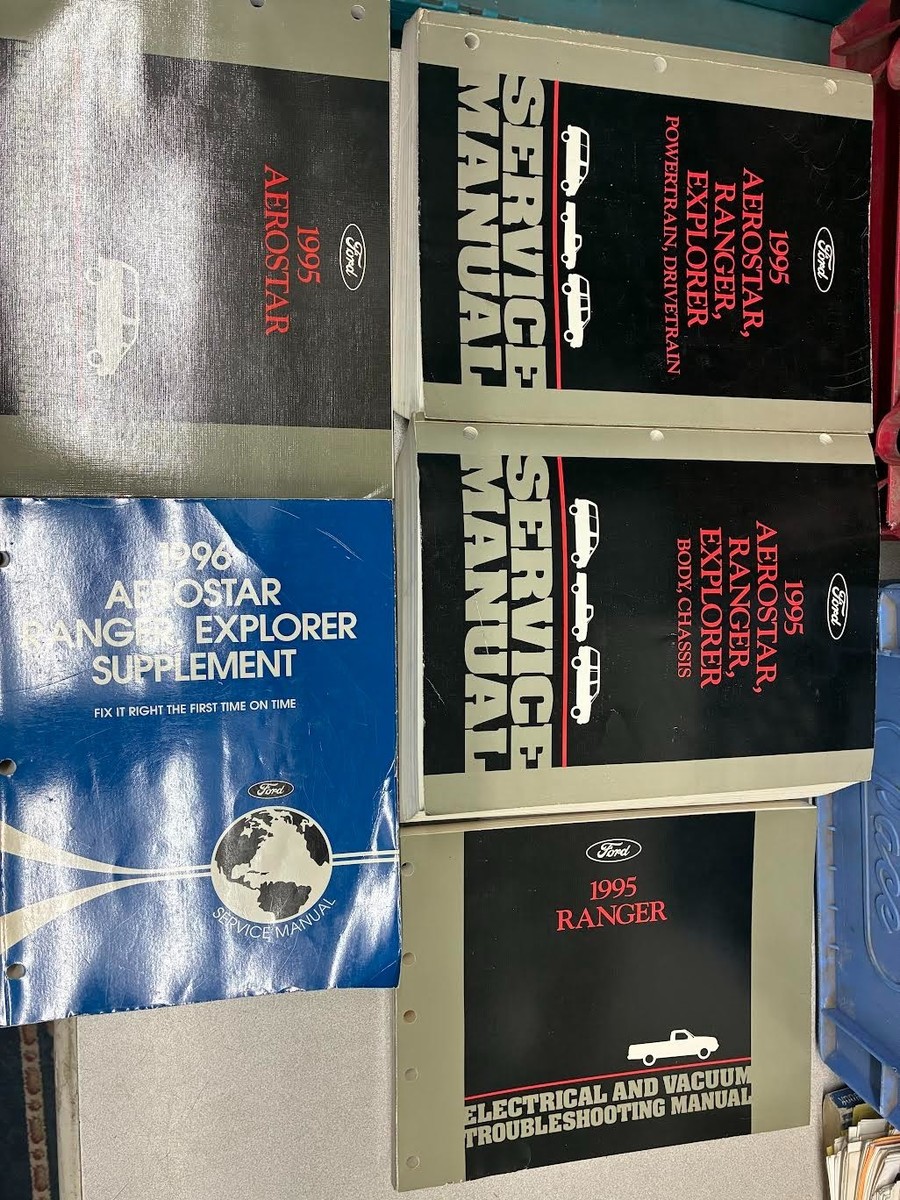 Ford
1995
AEROSTAR
Ford
1995
AEROSTAR,
RANGER,
EXPLORER
POWERTRAIN, DRIVETRAIN
SERVICE
MANUAL
Ford
1995
AEROSTAR,
RANGER,
EXPLORER
BODY, CHASSIS
SERVICE
MANUAL
1996
AEROSTAR
RANGER, EXPLORER
SUPPLEMENT
FIX IT RIGHT THE FIRST TIME ON TIME
Ford
SERVICE MANUAL
Ford
1995
RANGER
ELECTRICAL AND VACUUM
TROUBLESHOOTING MANUAL